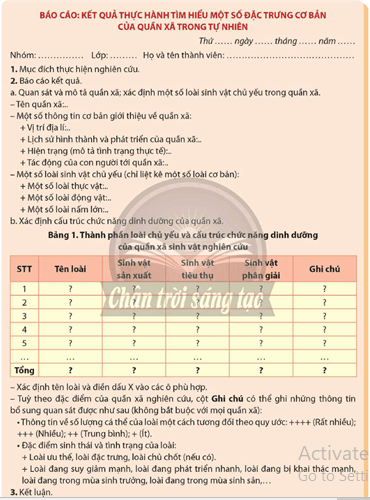 BÁO CÁO: KẾT QUẢ THỰC HÀNH TÌM HIỂU MỘT SỐ ĐẶC TRƯNG CƠ BẢN
CỦA QUẦN XÃ TRONG TỰ NHIÊN
Thứ ..... ngày ...... tháng ..... năm ......
Nhóm:............... Lớp: ......... Họ và tên thành viên: ..............................
1. Mục đích thực hiện nghiên cứu.
2. Báo cáo kết quả.
a. Quan sát và mô tả quần xã; xác định một số loài sinh vật chủ yếu trong quần xã.
– Tên quần xã:..
– Một số thông tin cơ bản giới thiệu về quần xã:
+ Vị trí địa lí:..
+ Lịch sử hình thành và phát triển của quần xã:..
+ Hiện trạng (mô tả tình trạng thực tế):..
+ Tác động của con người tới quần xã:..
– Một số loài sinh vật chủ yếu (chỉ liệt kê một số loài cơ bản):
+ Một số loài thực vật:..
+ Một số loài động vật:..
+ Một số loài nấm lớn:..
b. Xác định cấu trúc chức năng dinh dưỡng của quần xã.
Bảng 1. Thành phần loài chủ yếu và cấu trúc chức năng dinh dưỡng
của quần xã sinh vật nghiên cứu
STT Tên loài Sinh vật sản xuất Sinh vật tiêu thụ Sinh vật phân giải Ghi chú
1 ? ? ? ? ?
2 ? ? ? ? ?
3 ? ? ? ? ?
4 ? ? ? ? ?
5 ? ? ? ? ?
... ... ... ... ... ...
Tổng ? ? ? ? ?
Chân trời sáng tạo
– Xác định tên loài và điền dấu X vào các ô phù hợp.
– Tuỳ theo đặc điểm của quần xã nghiên cứu, cột Ghi chú có thể ghi những thông tin
bổ sung quan sát được như sau (không bắt buộc với mọi quần xã):
• Thông tin về số lượng cá thể của loài một cách tương đối theo quy ước: ++++ (Rất nhiều);
+++ (Nhiều); ++ (Trung bình); + (Ít).
• Đặc điểm sinh thái và tình trạng của loài:
+ Loài ưu thế, loài đặc trưng, loài chủ chốt (nếu có).
+ Loài đang suy giảm mạnh, loài đang phát triển nhanh, loài đang bị khai thác mạnh,
loài đang trong mùa sinh trưởng, loài đang trong mùa sinh sản,...
3. Kết luận.
Activate
Go to Setti